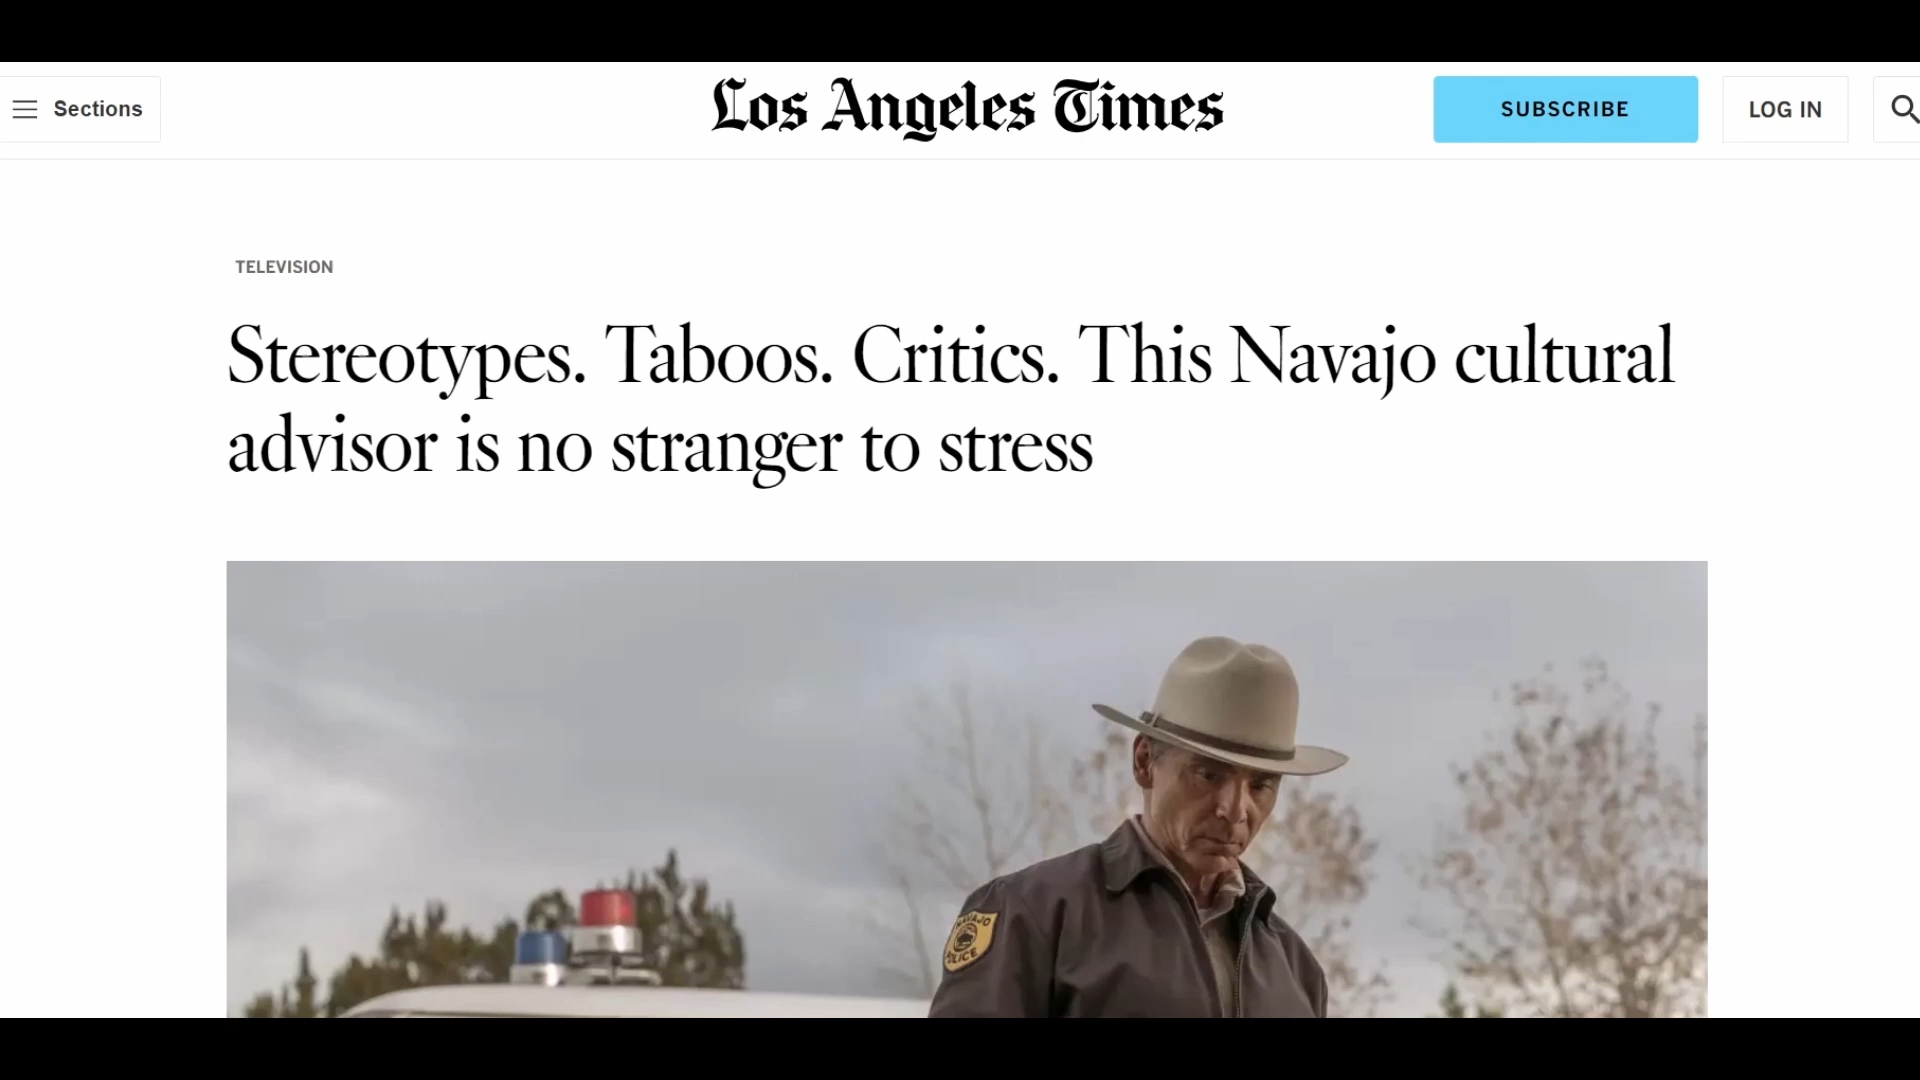 Sections
Los Angeles Times
SUBSCRIBE
LOG IN
TELEVISION
Stereotypes. Taboos. Critics. This Navajo cultural
advisor is no stranger to stress
NAVAJO
POLICE